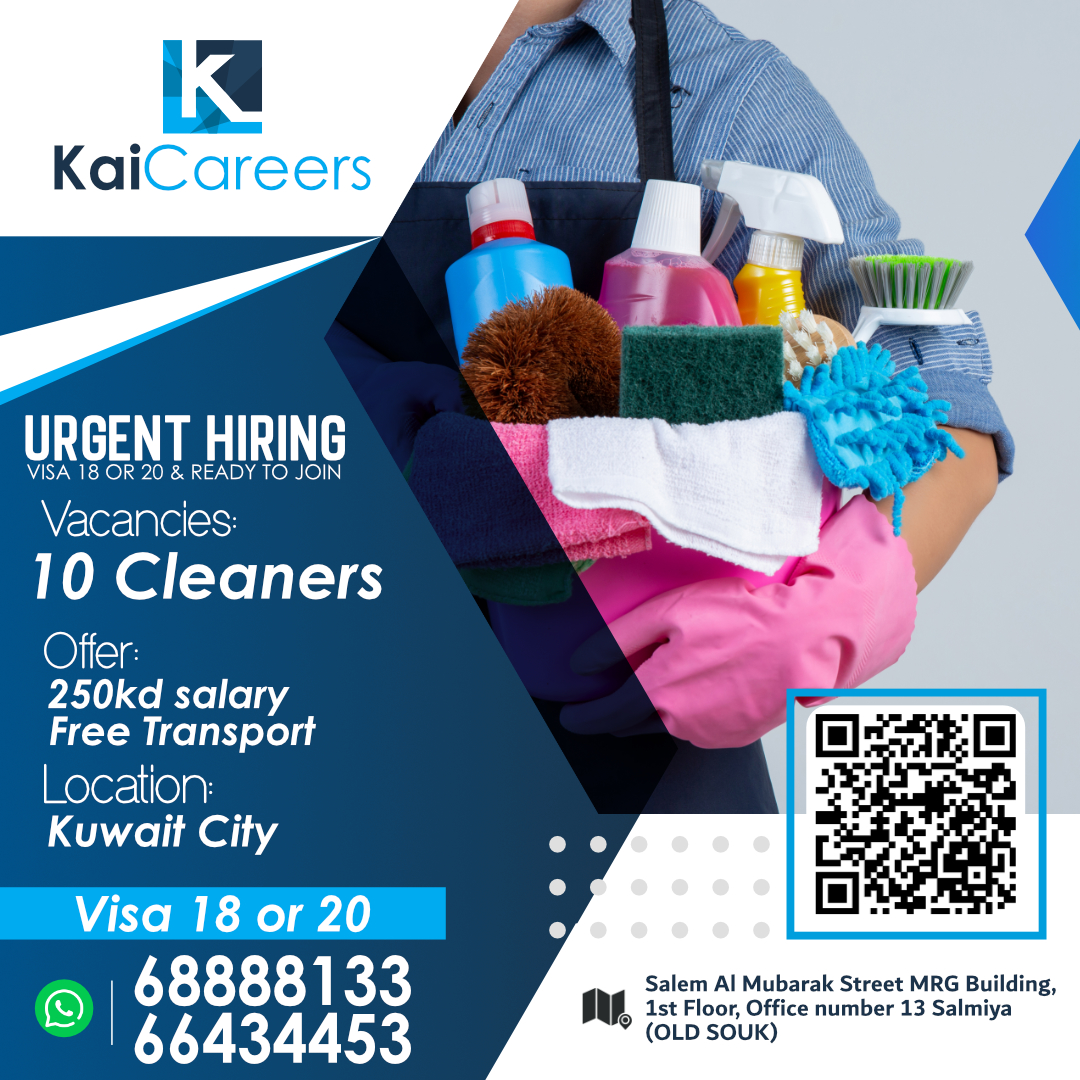 K
KaiCareers
URGENT HIRING
VISA 18 OR 20 & READY TO JOIN
Vacancies:
10 Cleaners
Offer:
250kd salary
Free Transport
Location:
Kuwait City
Visa 18 or 20
68888133
66434453
Salem Al Mubarak Street MRG Building,
1st Floor, Office number 13 Salmiya
(OLD SOUK)